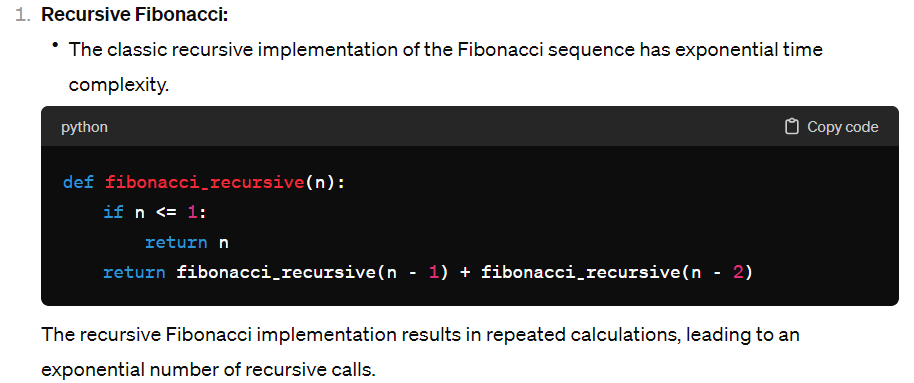 1. Recursive Fibonacci:
• The classic recursive implementation of the Fibonacci sequence has exponential time
complexity.
python Copy code
def fibonacci_recursive(n):
    if n <= 1:
        return n
    return fibonacci_recursive(n - 1) + fibonacci_recursive(n - 2)
The recursive Fibonacci implementation results in repeated calculations, leading to an
exponential number of recursive calls.